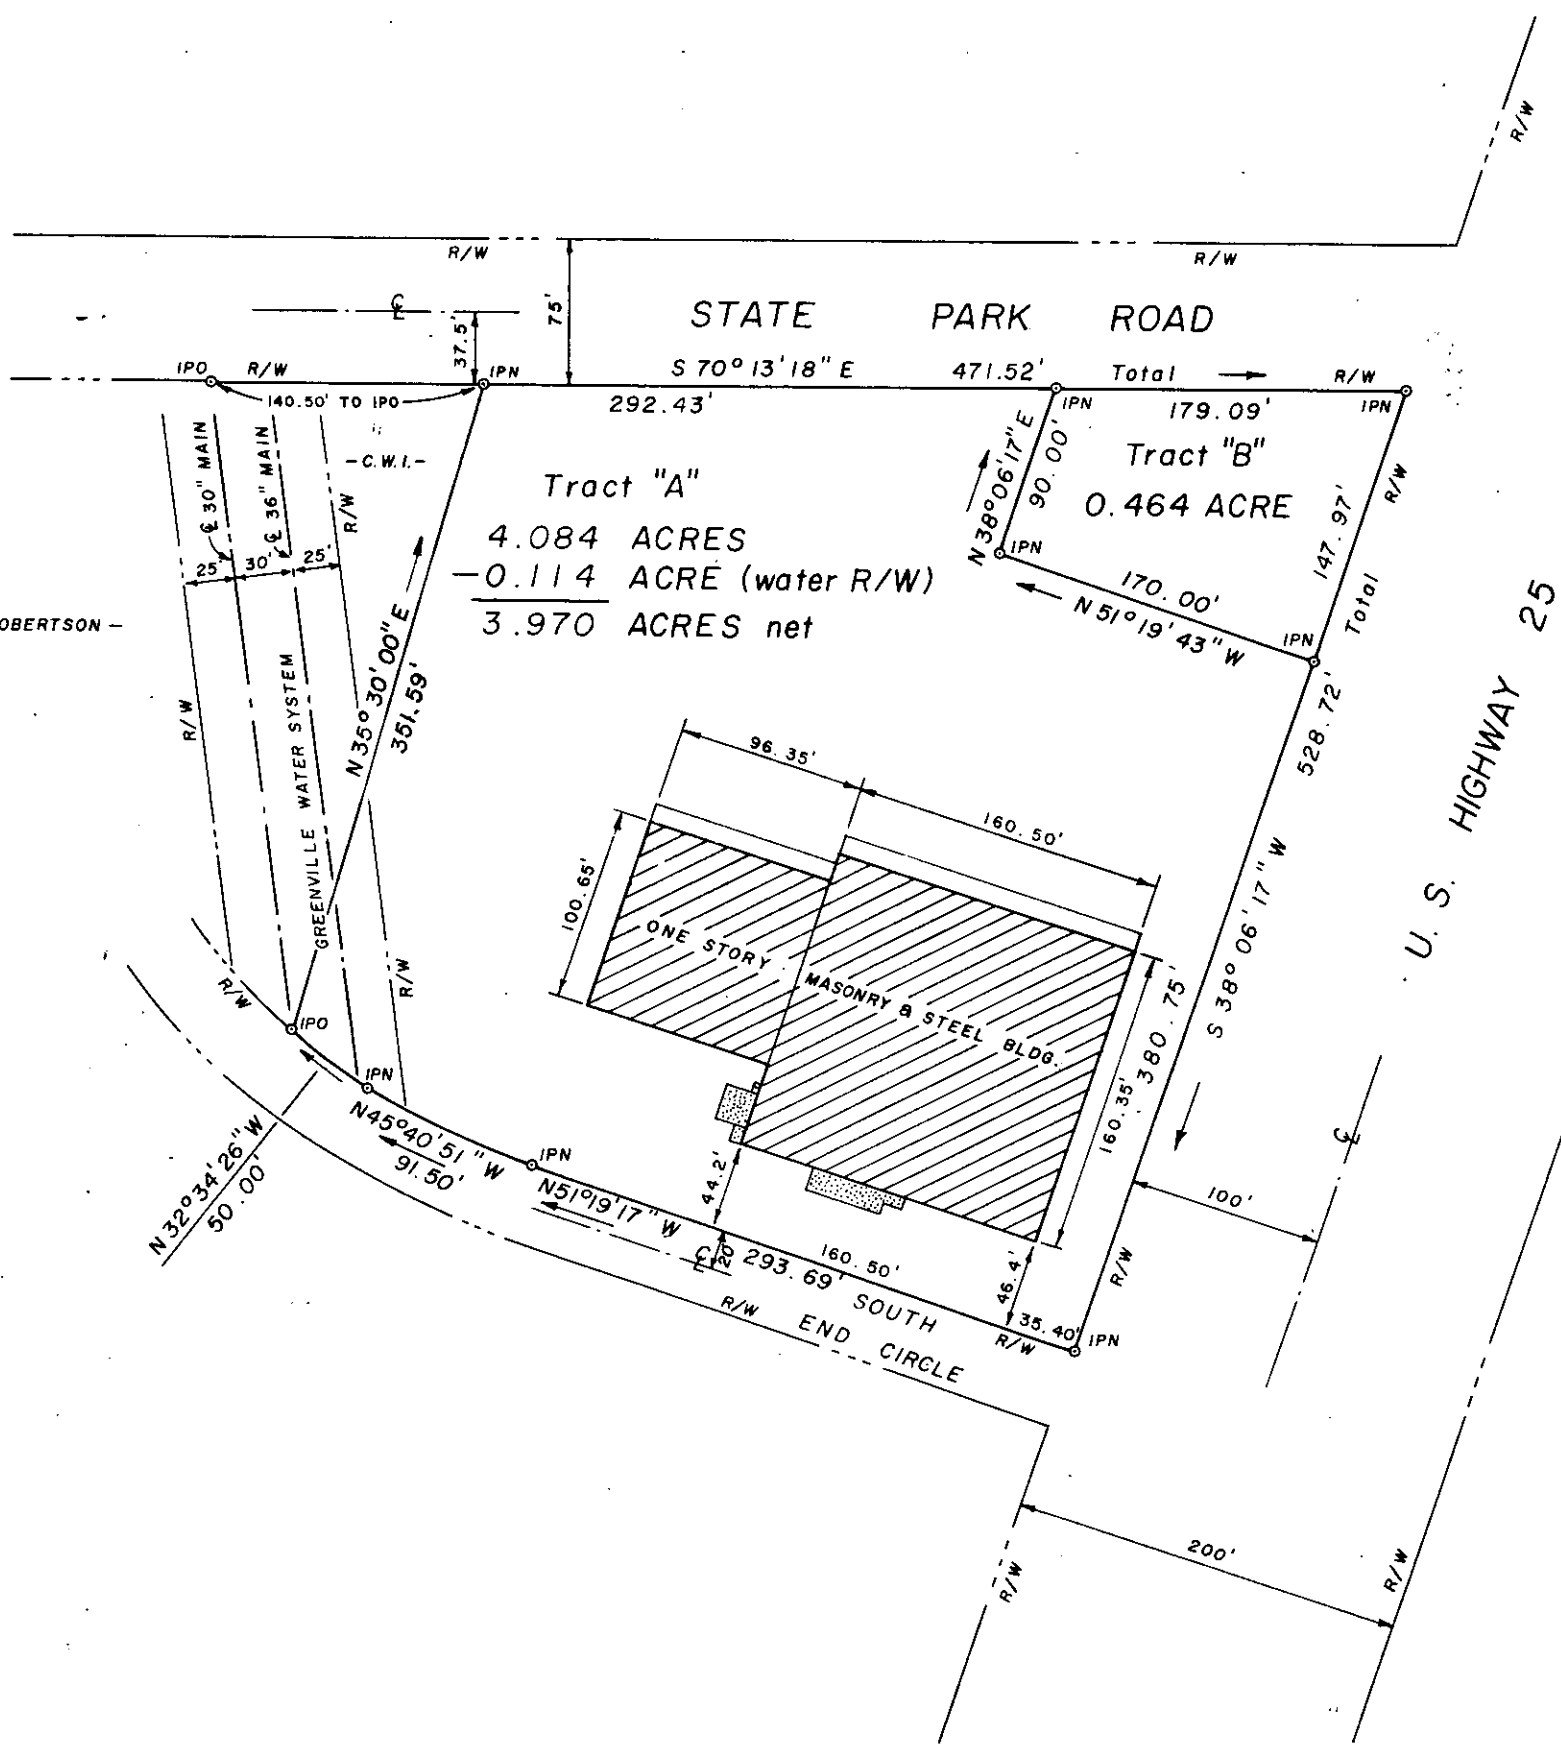 R/W
R/W
R/W
℄
37.5'
75'
STATE PARK ROAD
IPO
R/W
IPN
S 70° 13' 18" E 471.52' Total
R/W
140.50' TO IPO
292.43'
IPN
179.09'
IPN
℄ 30" MAIN
℄ 36" MAIN
R/W
-C.W.I.-
Tract "A"
4.084 ACRES
-0.114 ACRE (water R/W)
3.970 ACRES net
N 38° 06' 17" E
90.00'
IPN
Tract "B"
0.464 ACRE
147.97'
R/W
25'
30'
25'
OBERTSON -
170.00'
N 51° 19' 43" W
IPN
Total
528.72'
U. S. HIGHWAY 25
R/W
GREENVILLE WATER SYSTEM
N 35° 30' 00" E
351.59'
96.35'
160.50'
100.65'
ONE STORY MASONRY & STEEL BLDG.
160.35'
380.75'
S 38° 06' 17" W
R/W
R/W
IPO
IPN
N 32° 34' 26" W
50.00'
N 45° 40' 51" W
91.50'
IPN
N 51° 19' 17" W
293.69'
44.2'
℄
20'
160.50'
46.4'
35.40'
R/W
IPN
R/W
100'
℄
R/W
SOUTH
END CIRCLE
200'
R/W
R/W